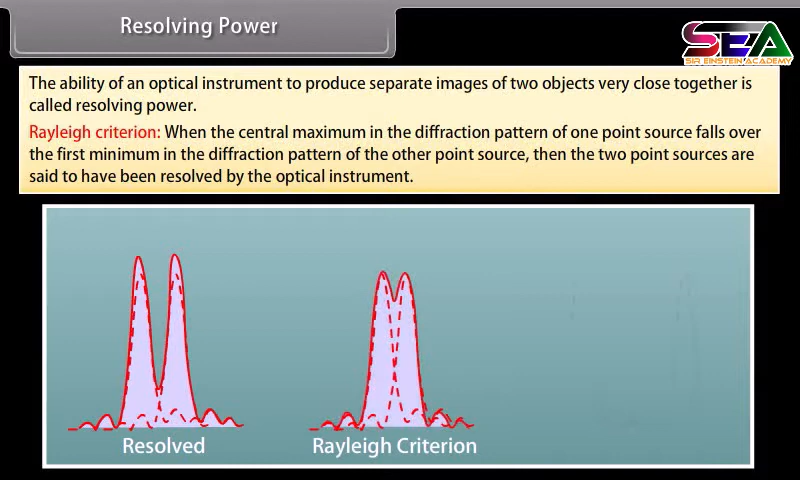 Resolving Power
SEA
SIR EINSTEIN ACADEMY
The ability of an optical instrument to produce separate images of two objects very close together is
called resolving power.
Rayleigh criterion: When the central maximum in the diffraction pattern of one point source falls over
the first minimum in the diffraction pattern of the other point source, then the two point sources are
said to have been resolved by the optical instrument.
Resolved
Rayleigh Criterion